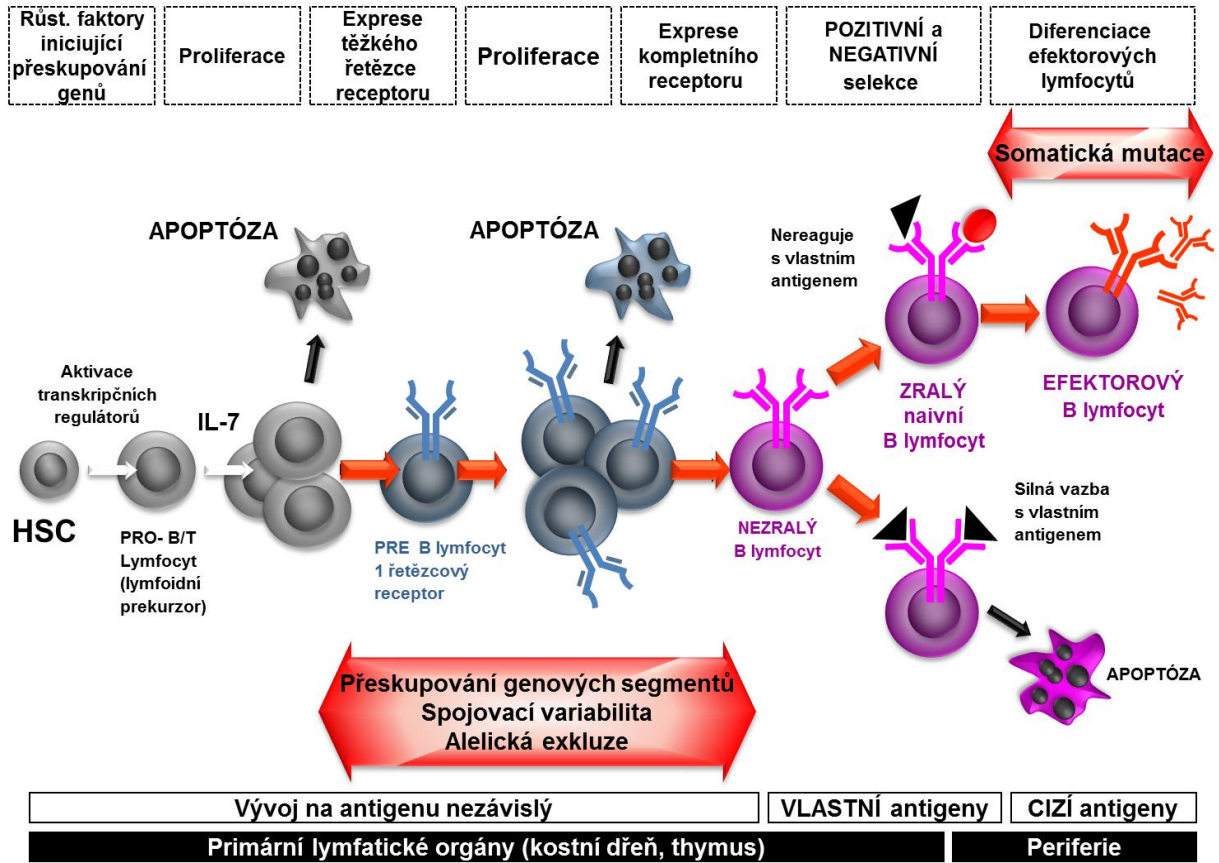 Růst. faktory
iniciující
přeskupování
genů
Proliferace
Exprese
těžkého
řetězce
receptoru
Proliferace
Exprese
kompletního
receptoru
POZITIVNÍ a
NEGATIVNÍ
selekce
Diferenciace
efektorových
lymfocytů
Somatická mutace
APOPTÓZA
APOPTÓZA
Nereaguje
s vlastním
antigenem
Aktivace
transkripčních
regulátorů
IL-7
HSC
PRO- B/T
Lymfocyt
(lymfoidní
prekurzor)
PRE B lymfocyt
1 řetězcový
receptor
NEZRALÝ
B lymfocyt
ZRALÝ
naivní
B lymfocyt
EFEKTOROVÝ
B lymfocyt
Silná vazba
s vlastním
antigenem
APOPTÓZA
Přeskupování genových segmentů
Spojovací variabilita
Alelická exkluze
Vývoj na antigenu nezávislý
VLASTNÍ antigeny
CIZÍ antigeny
Primární lymfatické orgány (kostní dřeň, thymus)
Periferie